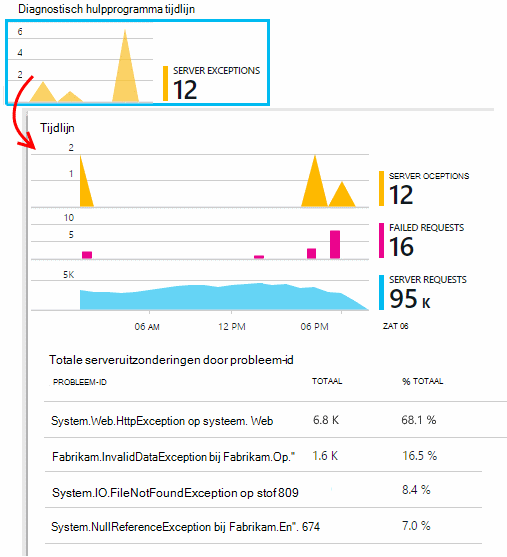 Diagnostisch hulpprogramma tijdlijn
6
4
2
SERVER EXCEPTIONS
12
Tijdlijn
2
1
SERVER OCEPTIONS
12
10
5
FAILED REQUESTS
16
5K
SERVER REQUESTS
95 K
06 AM 12 PM 06 PM ZAT 06
Totale serveruitzonderingen door probleem-id
PROBLEEM-ID TOTAAL % TOTAAL
System.Web.HttpException op systeem. Web 6.8 K 68.1 %
Fabrikam.InvalidDataException bij Fabrikam.Op." 1.6 K 16.5 %
System.IO.FileNotFoundException op stof 809 8.4 %
System.NullReferenceException bij Fabrikam.En". 674 7.0 %